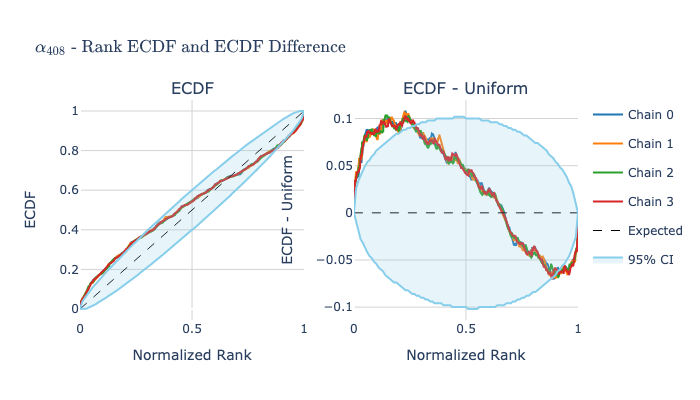 α408 - Rank ECDF and ECDF Difference
ECDF
ECDF - Uniform
ECDF
1
0.8
0.6
0.4
0.2
0
0
0.5
1
Normalized Rank
ECDF - Uniform
0.1
0.05
0
−0.05
−0.1
0
0.5
1
Normalized Rank
Chain 0
Chain 1
Chain 2
Chain 3
Expected
95% CI